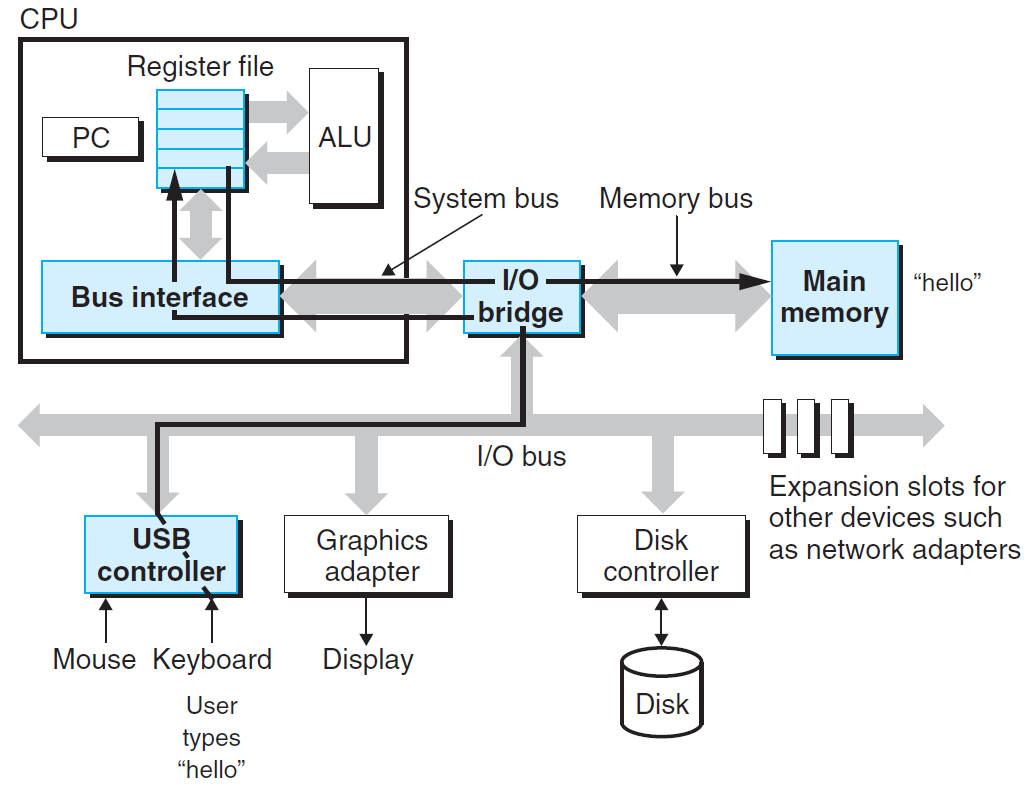 CPU
Register file
PC
ALU
System bus
Memory bus
Bus interface
I/O
bridge
Main
memory
“hello”
I/O bus
Expansion slots for
other devices such
as network adapters
USB
controller
Graphics
adapter
Disk
controller
Mouse
Keyboard
Display
Disk
User
types
“hello”